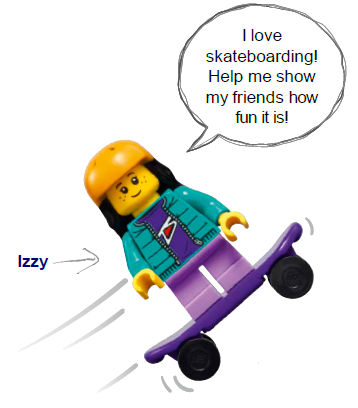 I love
skateboarding!
Help me show
my friends how
fun it is!
Izzy